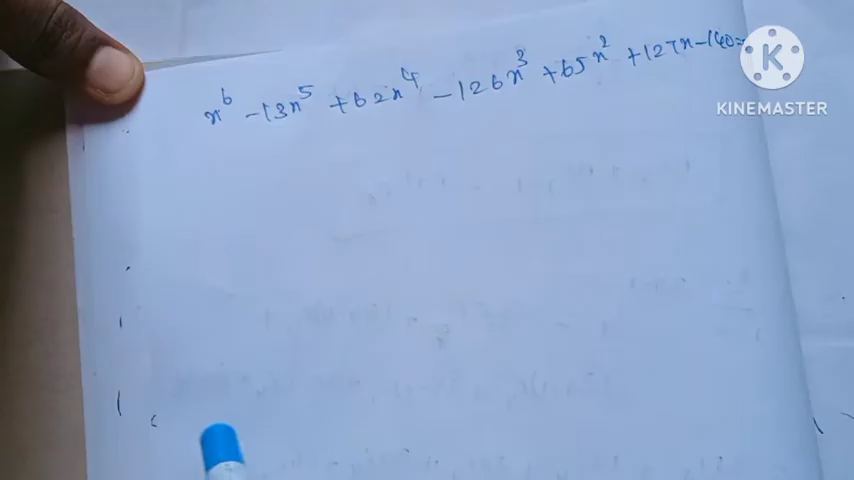 x⁶ -13x⁵ +62x⁴ -126x³ +65x² +127x -140=
K
KINEMASTER